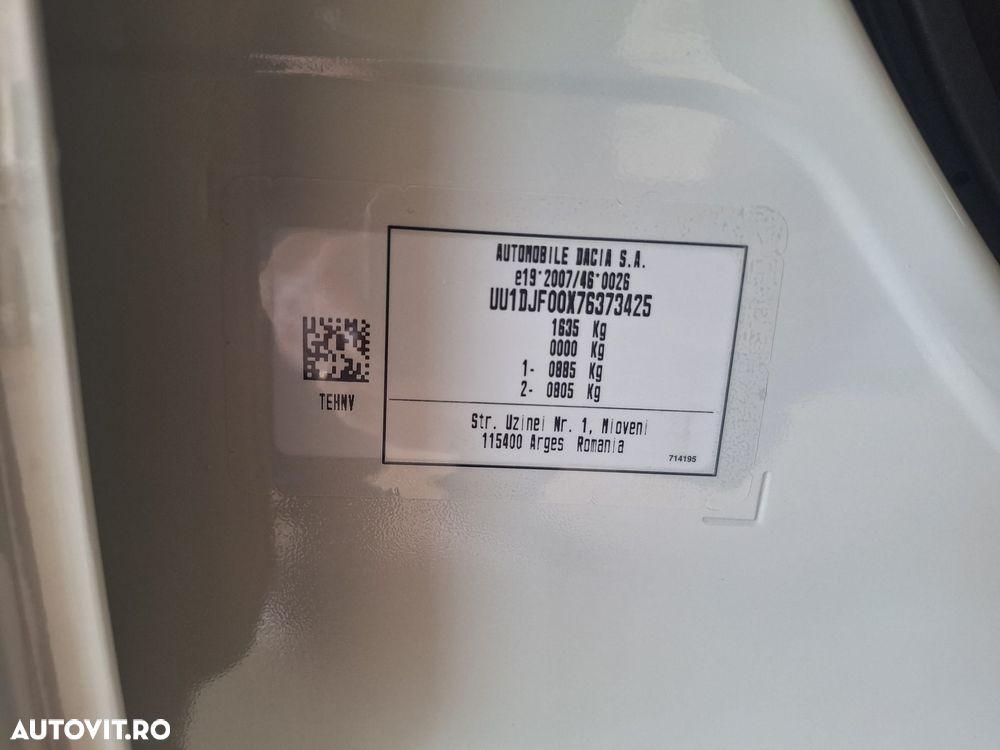 AUTOMOBILE DACIA S.A.
e19*2007/46*0026
UU1DJF00X76373425
1635 Kg
0000 Kg
1- 0885 Kg
2- 0805 Kg
TEHNV
Str. Uzinei Nr. 1, Mioveni
115400 Arges Romania
714195
AUTOVIT.RO